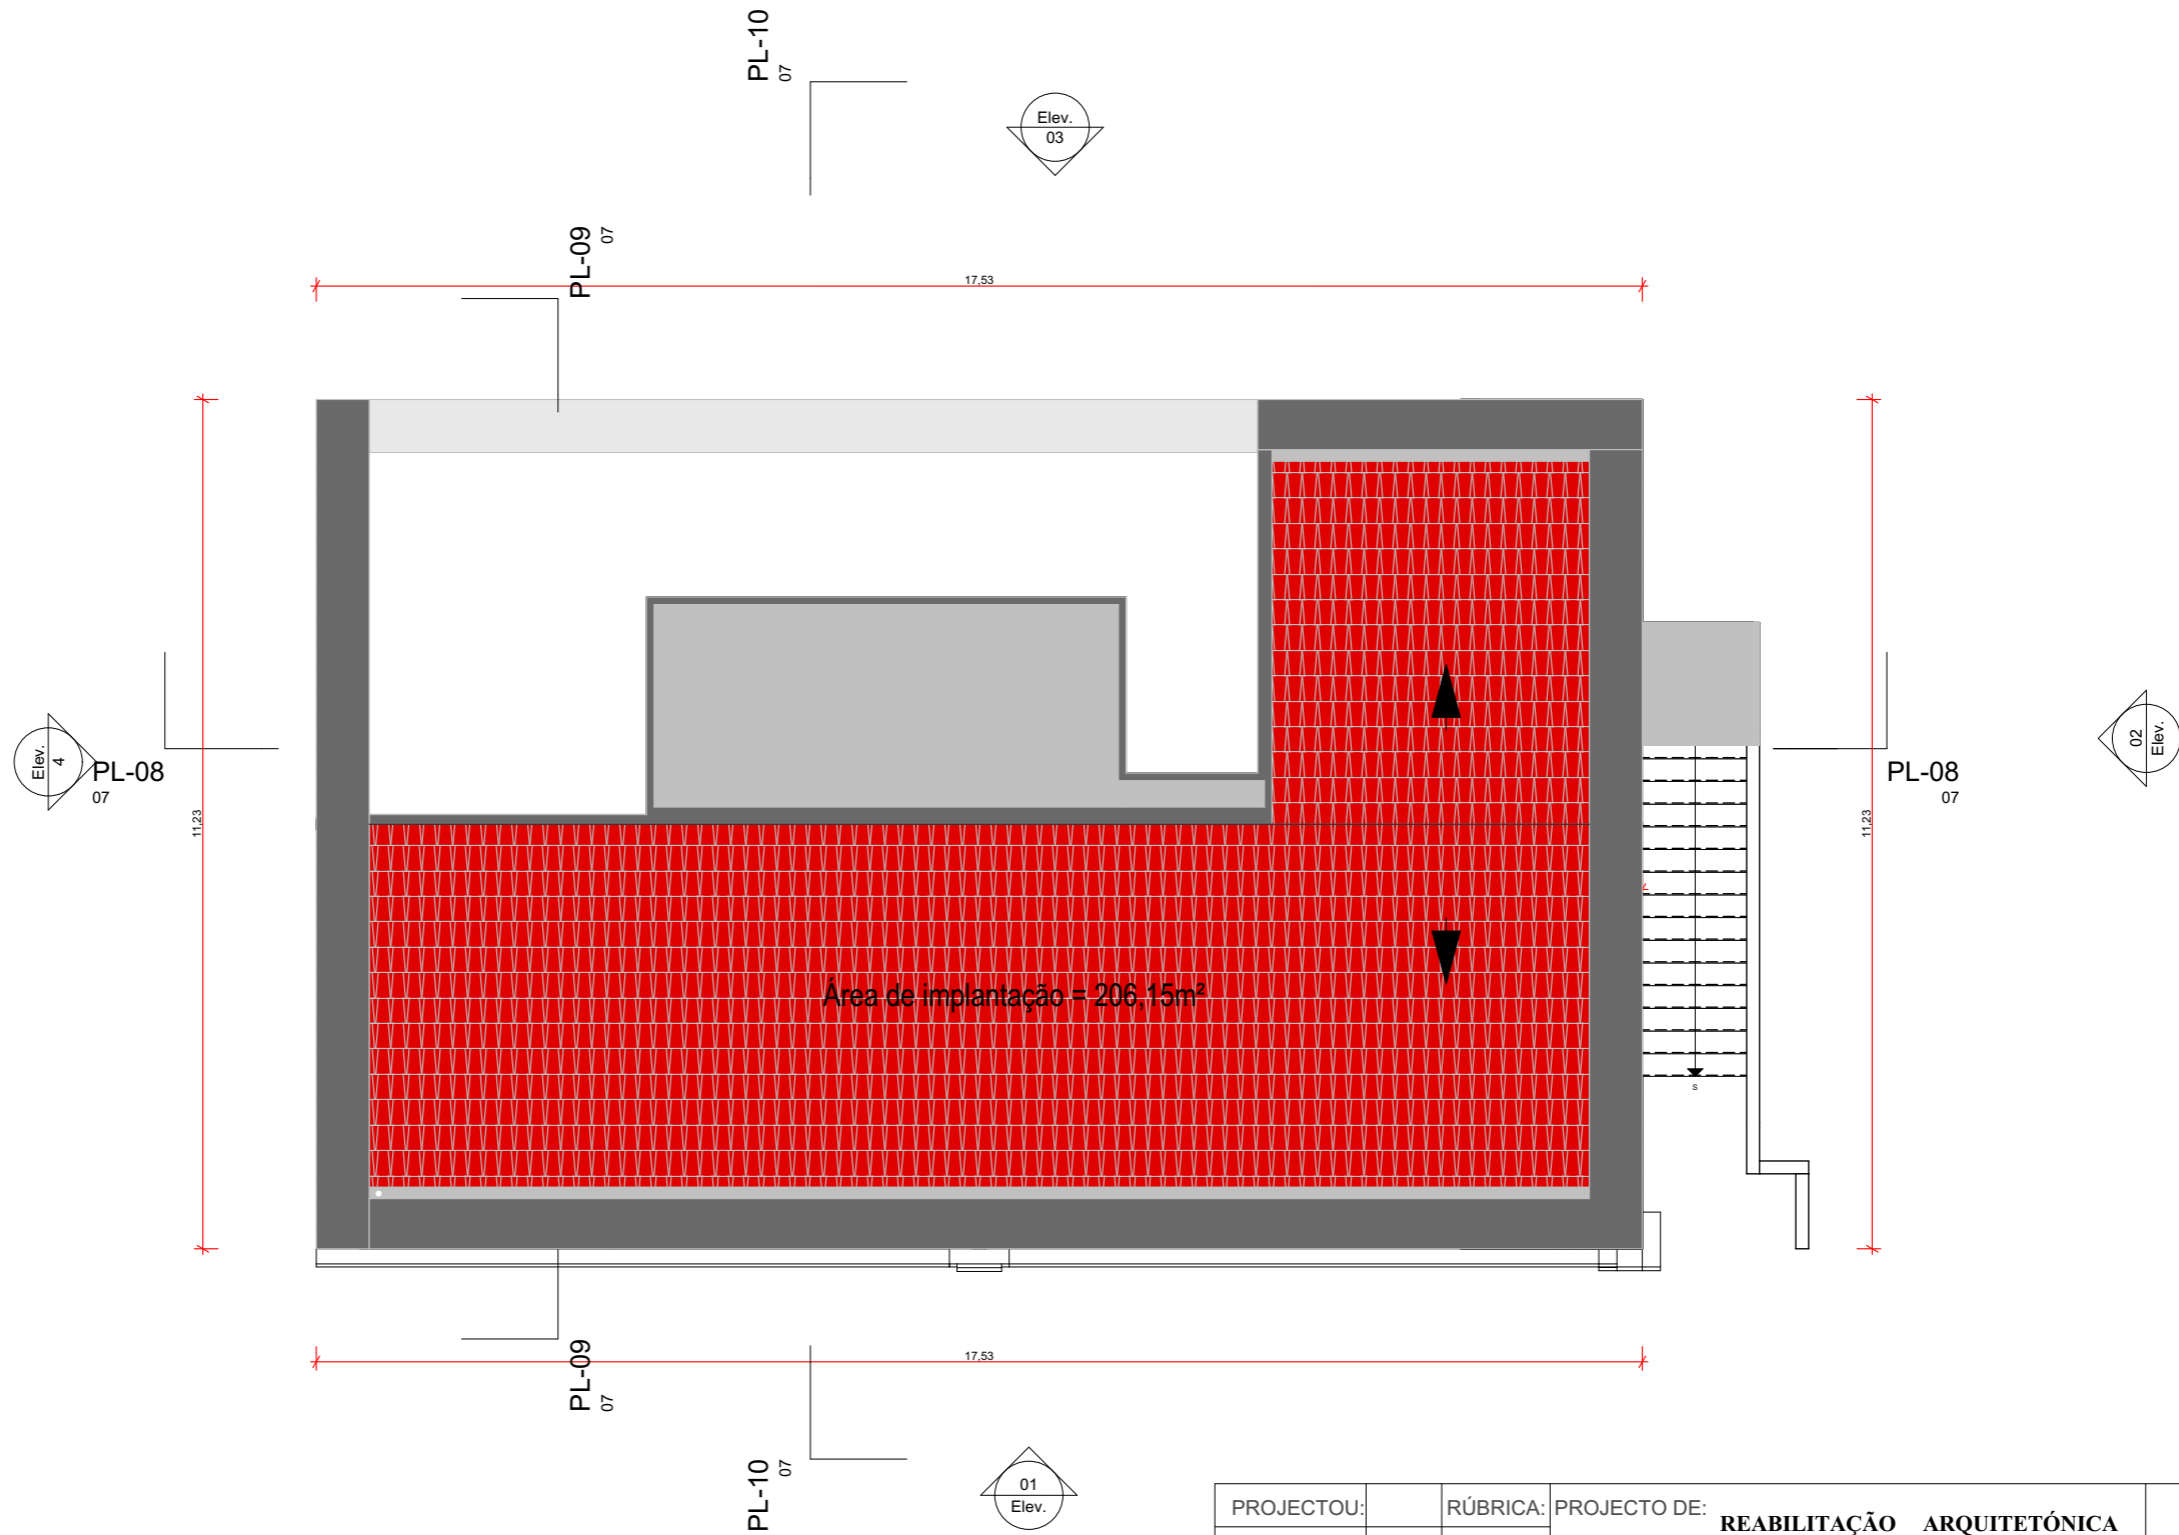 PL-10
07
Elev.
03
PL-09
07
17,53
Elev.
4
PL-08
07
11,23
02
Elev.
PL-08
07
11,23
Área de implantação = 206,15m²
S
PL-09
07
17,53
PL-10
07
01
Elev.
PROJECTOU:
RÚBRICA:
PROJECTO DE:
REABILITAÇÃO ARQUITETÓNICA